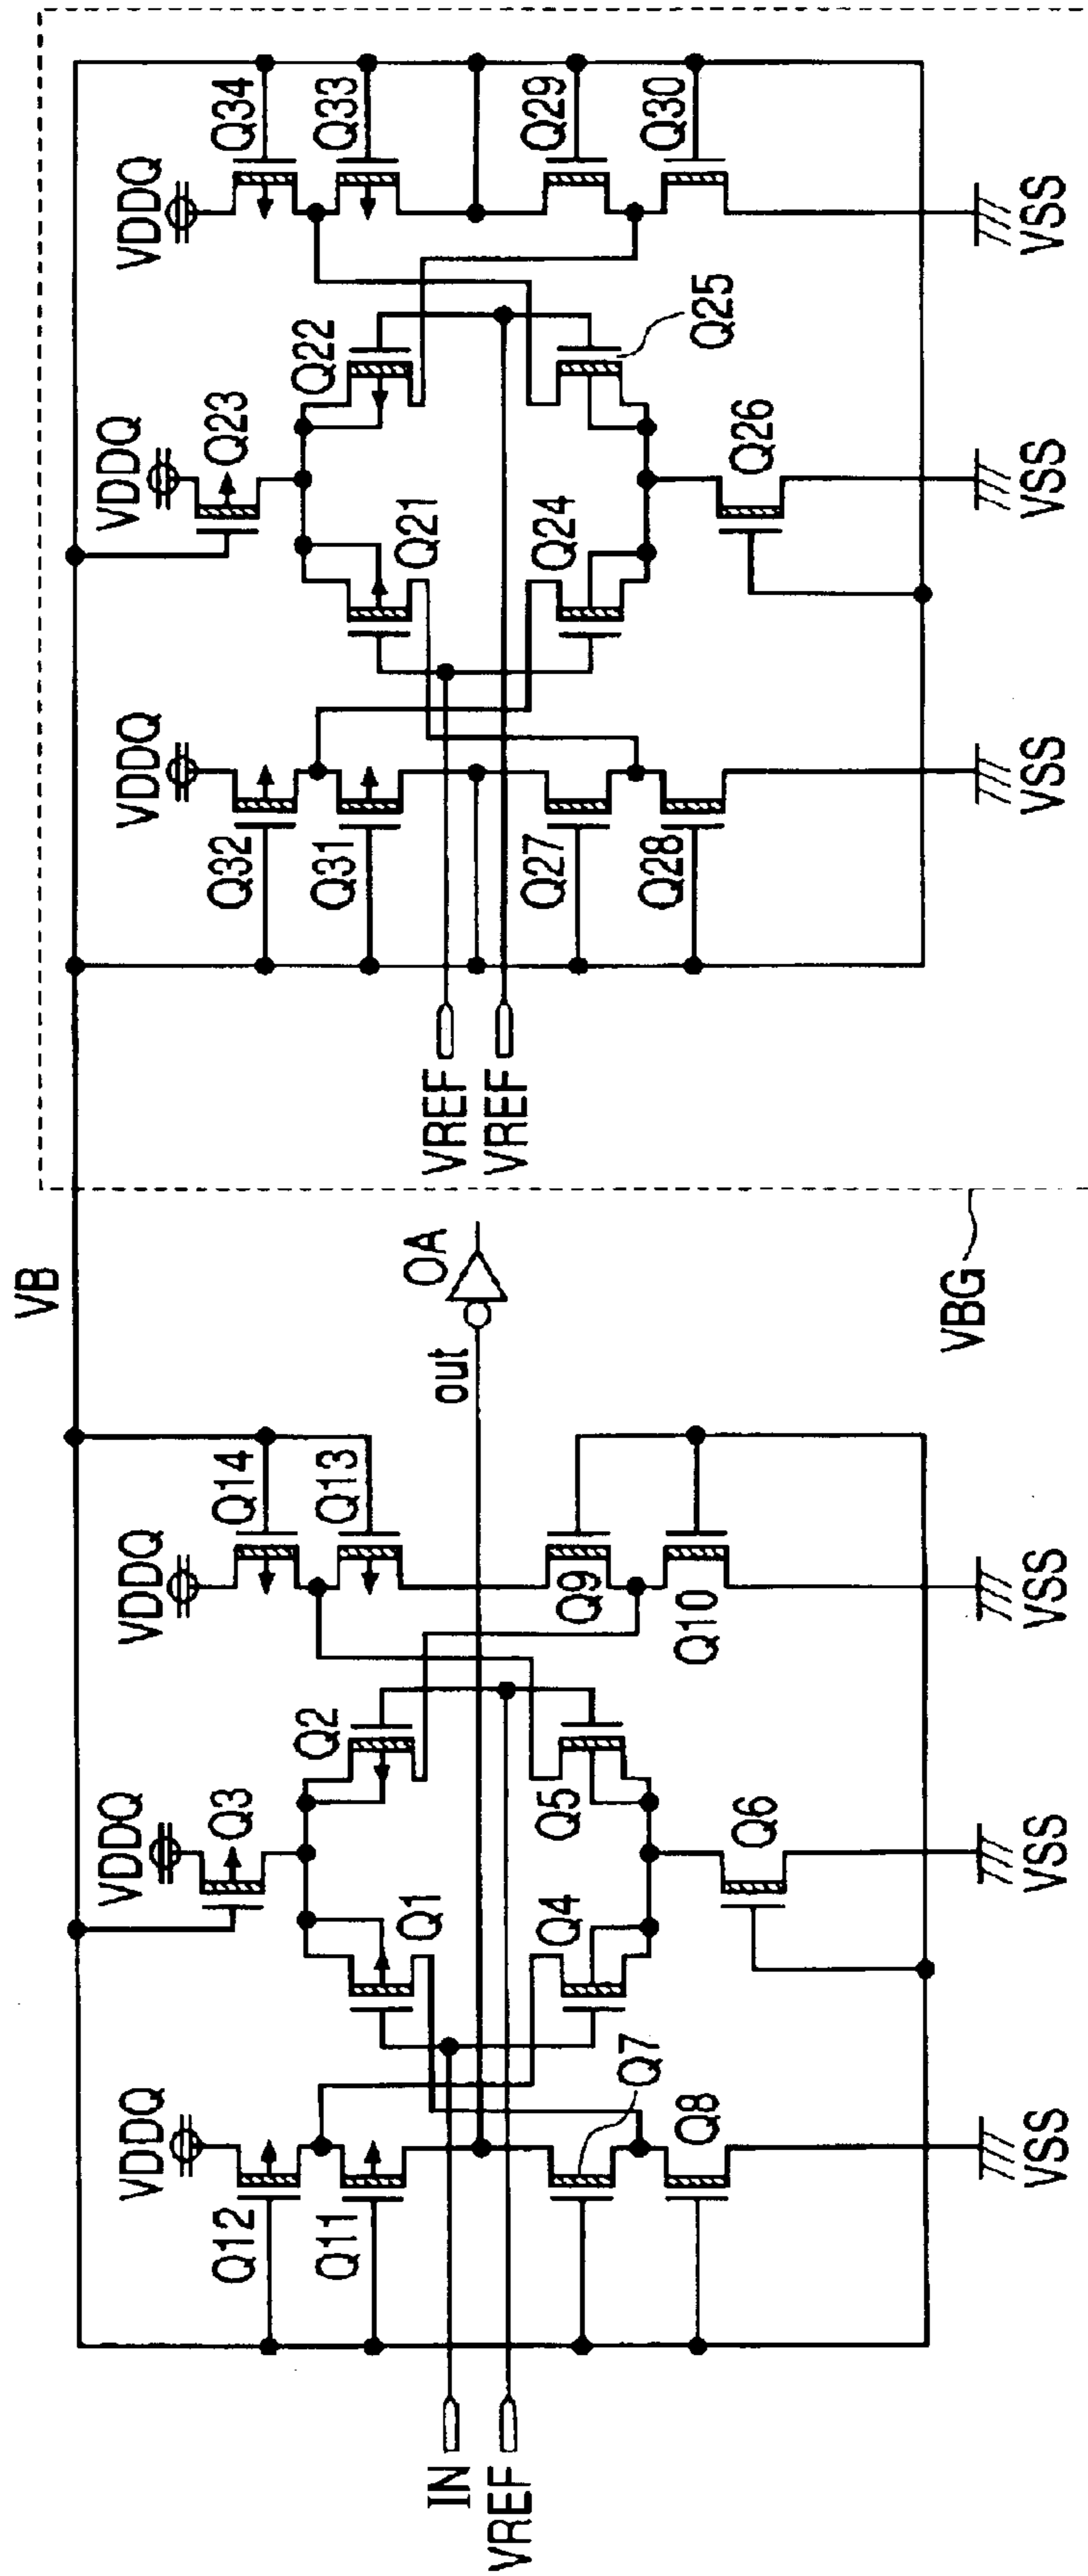 VB
VDDQ
VDDQ
VDDQ
VDDQ
VDDQ
VDDQ
Q12
Q3
Q14
Q32
Q23
Q34
Q11
Q1
Q2
Q13
Q31
Q21
Q22
Q33
out
OA
IN
VREF
VREF
VREF
Q7
Q4
Q5
Q9
Q27
Q24
Q25
Q29
Q8
Q6
Q10
Q28
Q26
Q30
VBG
VSS
VSS
VSS
VSS
VSS
VSS